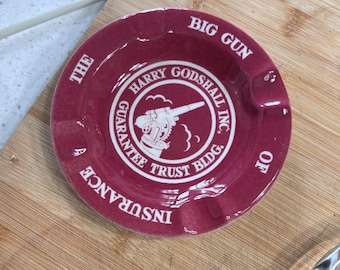 THE BIG GUN OF INSURANCE
HARRY GODSHALL INC.
GUARANTEE TRUST BLDG.